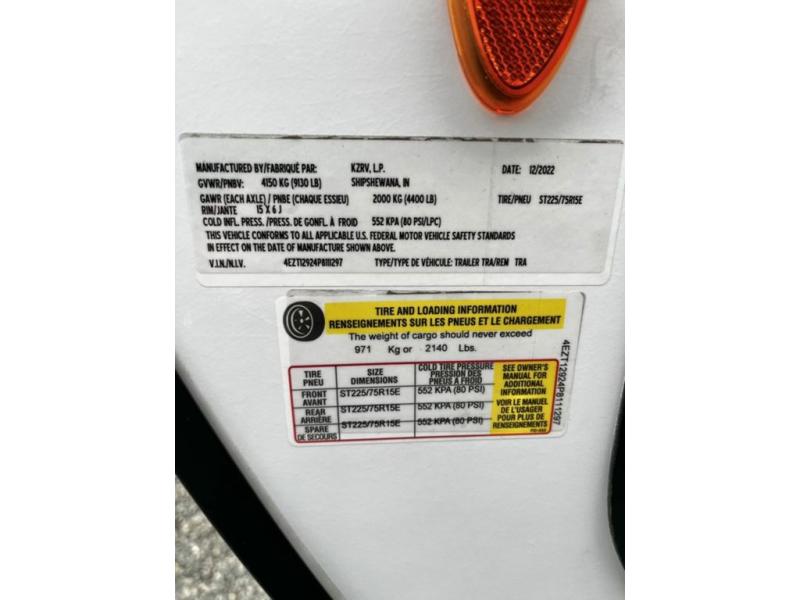 MANUFACTURED BY/FABRIQUÉ PAR: KZRV, L.P. DATE: 12/2022
GVWR/PNBV: 4150 KG (9130 LB) SHIPSHEWANA, IN
GAWR (EACH AXLE) / PNBE (CHAQUE ESSIEU) 2000 KG (4400 LB) TIRE/PNEU ST225/75R15E
RIM/JANTE 15 X 6 J
COLD INFL. PRESS./PRESS. DE GONFL. À FROID 552 KPA (80 PSI/LPC)
THIS VEHICLE CONFORMS TO ALL APPLICABLE U.S. FEDERAL MOTOR VEHICLE SAFETY STANDARDS
IN EFFECT ON THE DATE OF MANUFACTURE SHOWN ABOVE.
V.I.N./N.I.V. 4EZT12924P8111297 TYPE/TYPE DE VÉHICULE: TRAILER TRA/REM TRA
TIRE AND LOADING INFORMATION
RENSEIGNEMENTS SUR LES PNEUS ET LE CHARGEMENT
The weight of cargo should never exceed
971 Kg or 2140 Lbs.
TIRE
PNEU
SIZE
DIMENSIONS
COLD TIRE PRESSURE
PRESSION DES
PNEUS A FROID
FRONT
AVANT
ST225/75R15E 552 KPA (80 PSI)
REAR
ARRIÈRE
ST225/75R15E 552 KPA (80 PSI)
SPARE
DE SECOURS
ST225/75R15E 552 KPA (80 PSI)
SEE OWNER'S
MANUAL FOR
ADDITIONAL
INFORMATION
VOIR LE MANUEL
DE L'USAGER
POUR PLUS DE
RENSEIGNEMENTS
4EZT12924P8111297